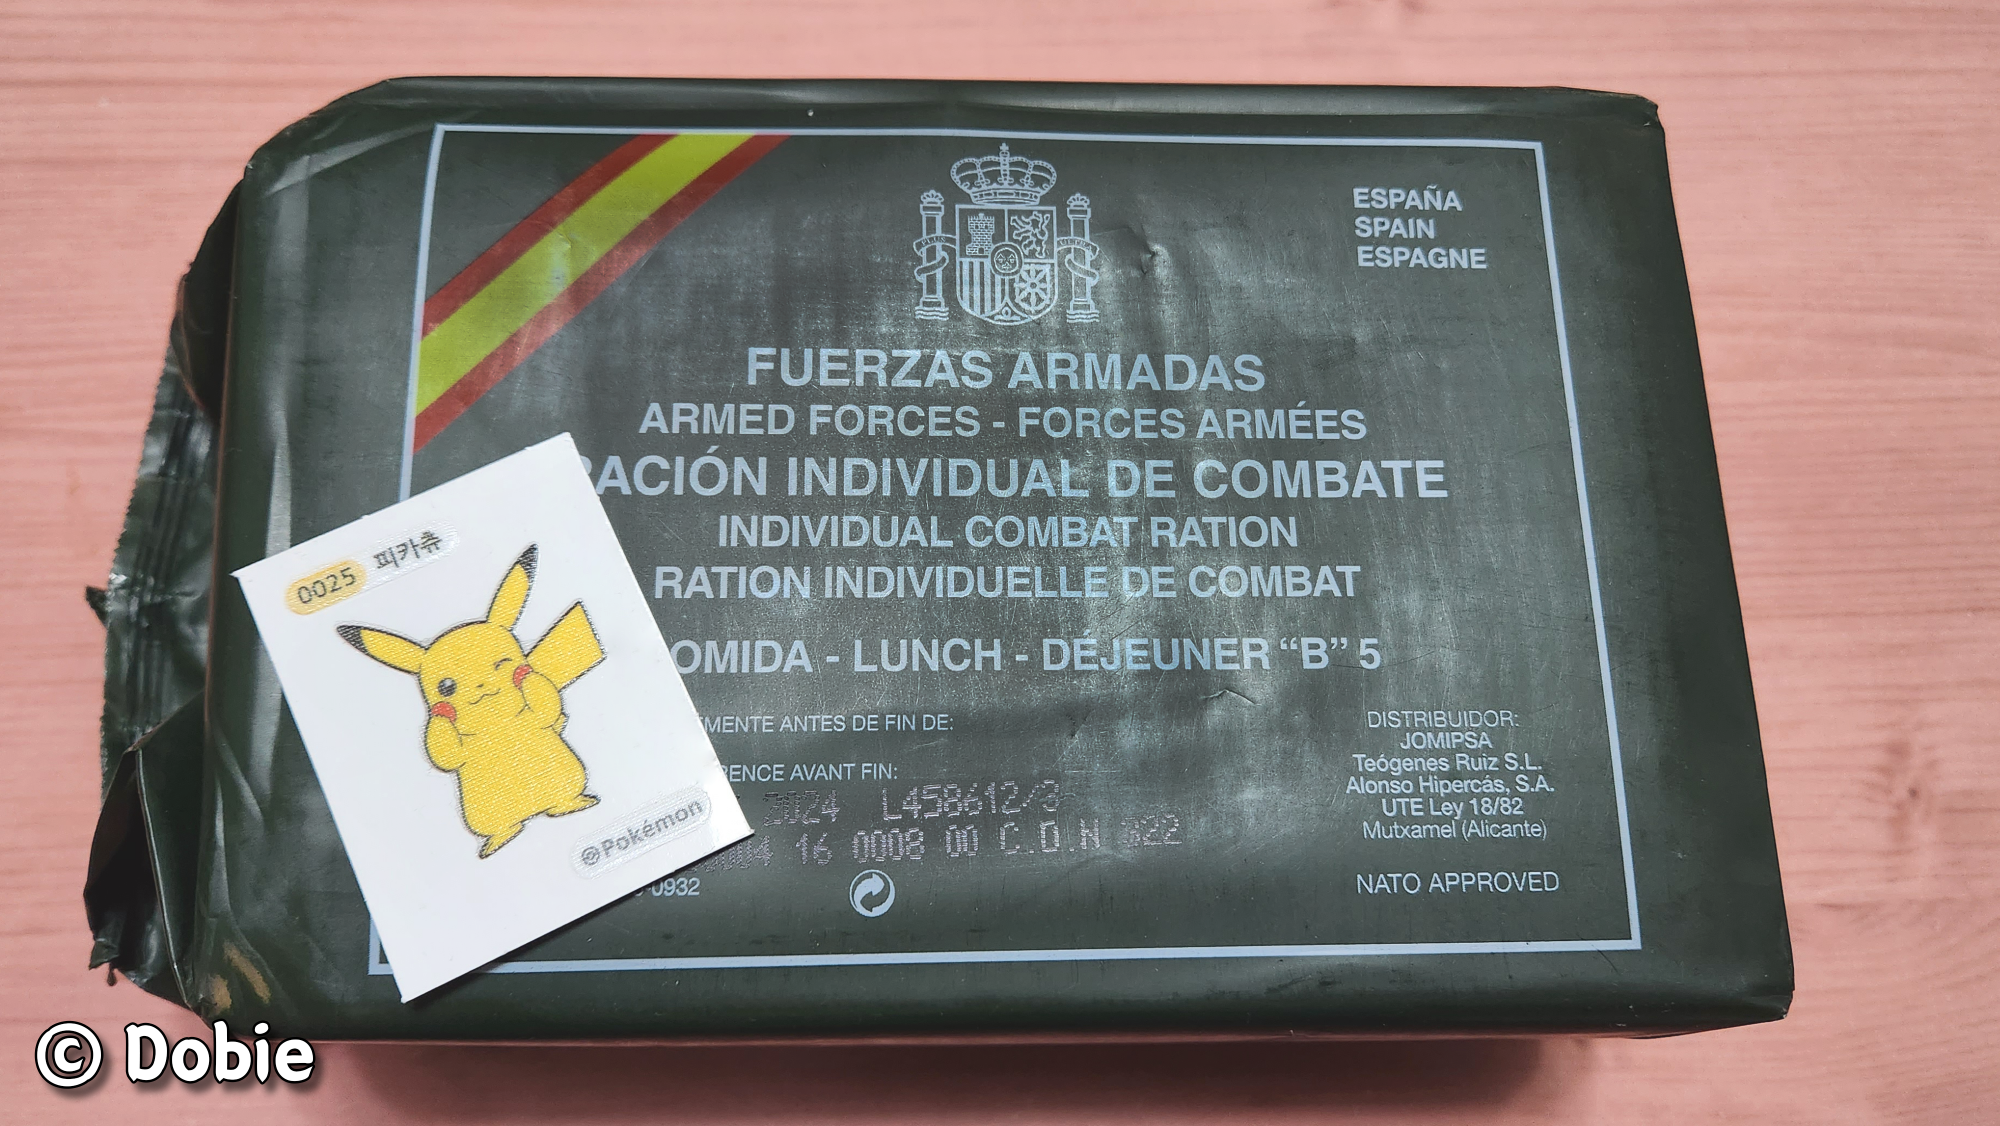 ESPAÑA
SPAIN
ESPAGNE
FUERZAS ARMADAS
ARMED FORCES - FORCES ARMÉES
RACIÓN INDIVIDUAL DE COMBATE
INDIVIDUAL COMBAT RATION
RATION INDIVIDUELLE DE COMBAT
OMIDA - LUNCH - DÉJEUNER “B” 5
MENTE ANTES DE FIN DE:
RENCE AVANT FIN:
2024 L458612/3
16 0008 00 C.O.N 322
0932
DISTRIBUIDOR:
JOMIPSA
Teógenes Ruiz S.L.
Alonso Hipercás, S.A.
UTE Ley 18/82
Mutxamel (Alicante)
NATO APPROVED
0025 피카츄
©Pokémon
© Dobie